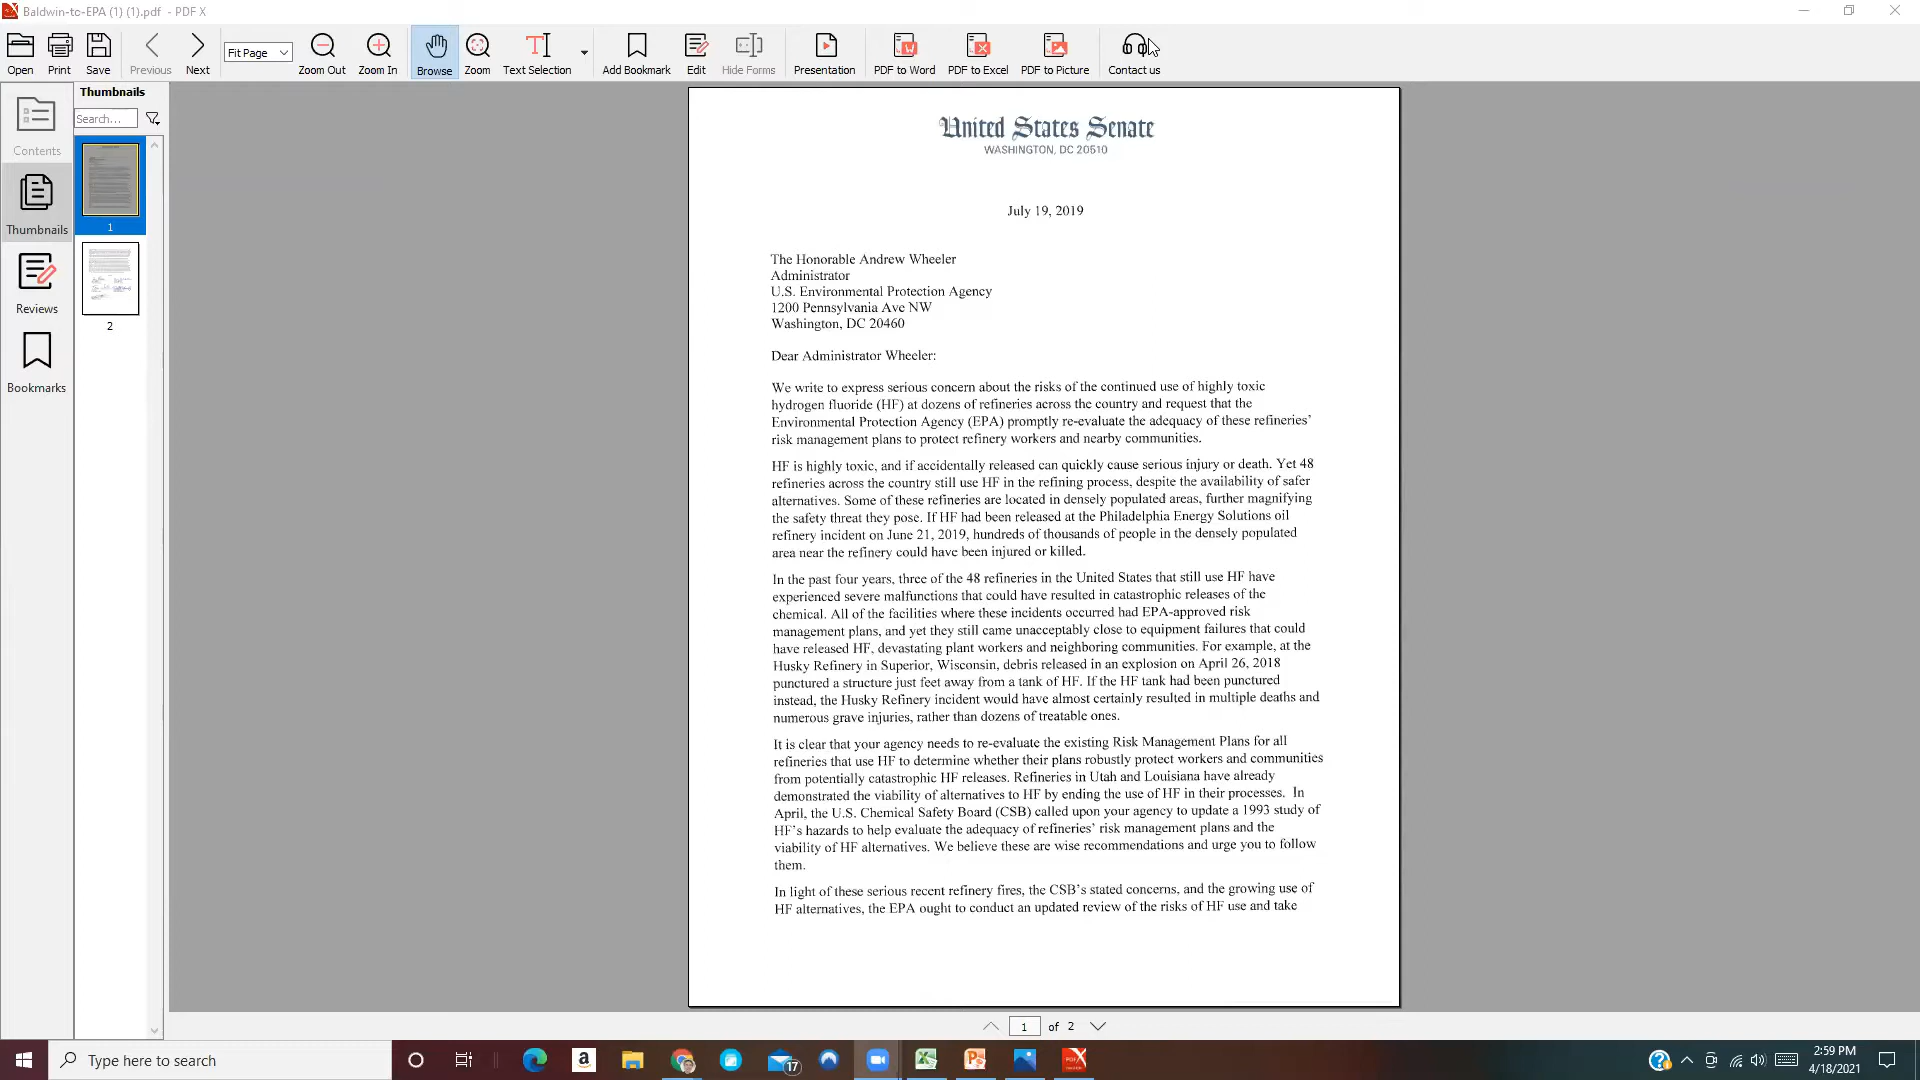 Baldwin-to-EPA (1) (1).pdf - PDF X
Open
Print
Save
Previous
Next
Fit Page
Zoom Out
Zoom In
Browse
Zoom
Text Selection
Add Bookmark
Edit
Hide Forms
Presentation
PDF to Word
PDF to Excel
PDF to Picture
Contact us
Contents
Thumbnails
Reviews
Bookmarks
Thumbnails
Search...
1
2
United States Senate
WASHINGTON, DC 20510
July 19, 2019
The Honorable Andrew Wheeler
Administrator
U.S. Environmental Protection Agency
1200 Pennsylvania Ave NW
Washington, DC 20460
Dear Administrator Wheeler:
We write to express serious concern about the risks of the continued use of highly toxic
hydrogen fluoride (HF) at dozens of refineries across the country and request that the
Environmental Protection Agency (EPA) promptly re-evaluate the adequacy of these refineries’
risk management plans to protect refinery workers and nearby communities.
HF is highly toxic, and if accidentally released can quickly cause serious injury or death. Yet 48
refineries across the country still use HF in the refining process, despite the availability of safer
alternatives. Some of these refineries are located in densely populated areas, further magnifying
the safety threat they pose. If HF had been released at the Philadelphia Energy Solutions oil
refinery incident on June 21, 2019, hundreds of thousands of people in the densely populated
area near the refinery could have been injured or killed.
In the past four years, three of the 48 refineries in the United States that still use HF have
experienced severe malfunctions that could have resulted in catastrophic releases of the
chemical. All of the facilities where these incidents occurred had EPA-approved risk
management plans, and yet they still came unacceptably close to equipment failures that could
have released HF, devastating plant workers and neighboring communities. For example, at the
Husky Refinery in Superior, Wisconsin, debris released in an explosion on April 26, 2018
punctured a structure just feet away from a tank of HF. If the HF tank had been punctured
instead, the Husky Refinery incident would have almost certainly resulted in multiple deaths and
numerous grave injuries, rather than dozens of treatable ones.
It is clear that your agency needs to re-evaluate the existing Risk Management Plans for all
refineries that use HF to determine whether their plans robustly protect workers and communities
from potentially catastrophic HF releases. Refineries in Utah and Louisiana have already
demonstrated the viability of alternatives to HF by ending the use of HF in their processes. In
April, the U.S. Chemical Safety Board (CSB) called upon your agency to update a 1993 study of
HF’s hazards to help evaluate the adequacy of refineries’ risk management plans and the
viability of HF alternatives. We believe these are wise recommendations and urge you to follow
them.
In light of these serious recent refinery fires, the CSB’s stated concerns, and the growing use of
HF alternatives, the EPA ought to conduct an updated review of the risks of HF use and take
1 of 2
Type here to search
17
2:59 PM
4/18/2021